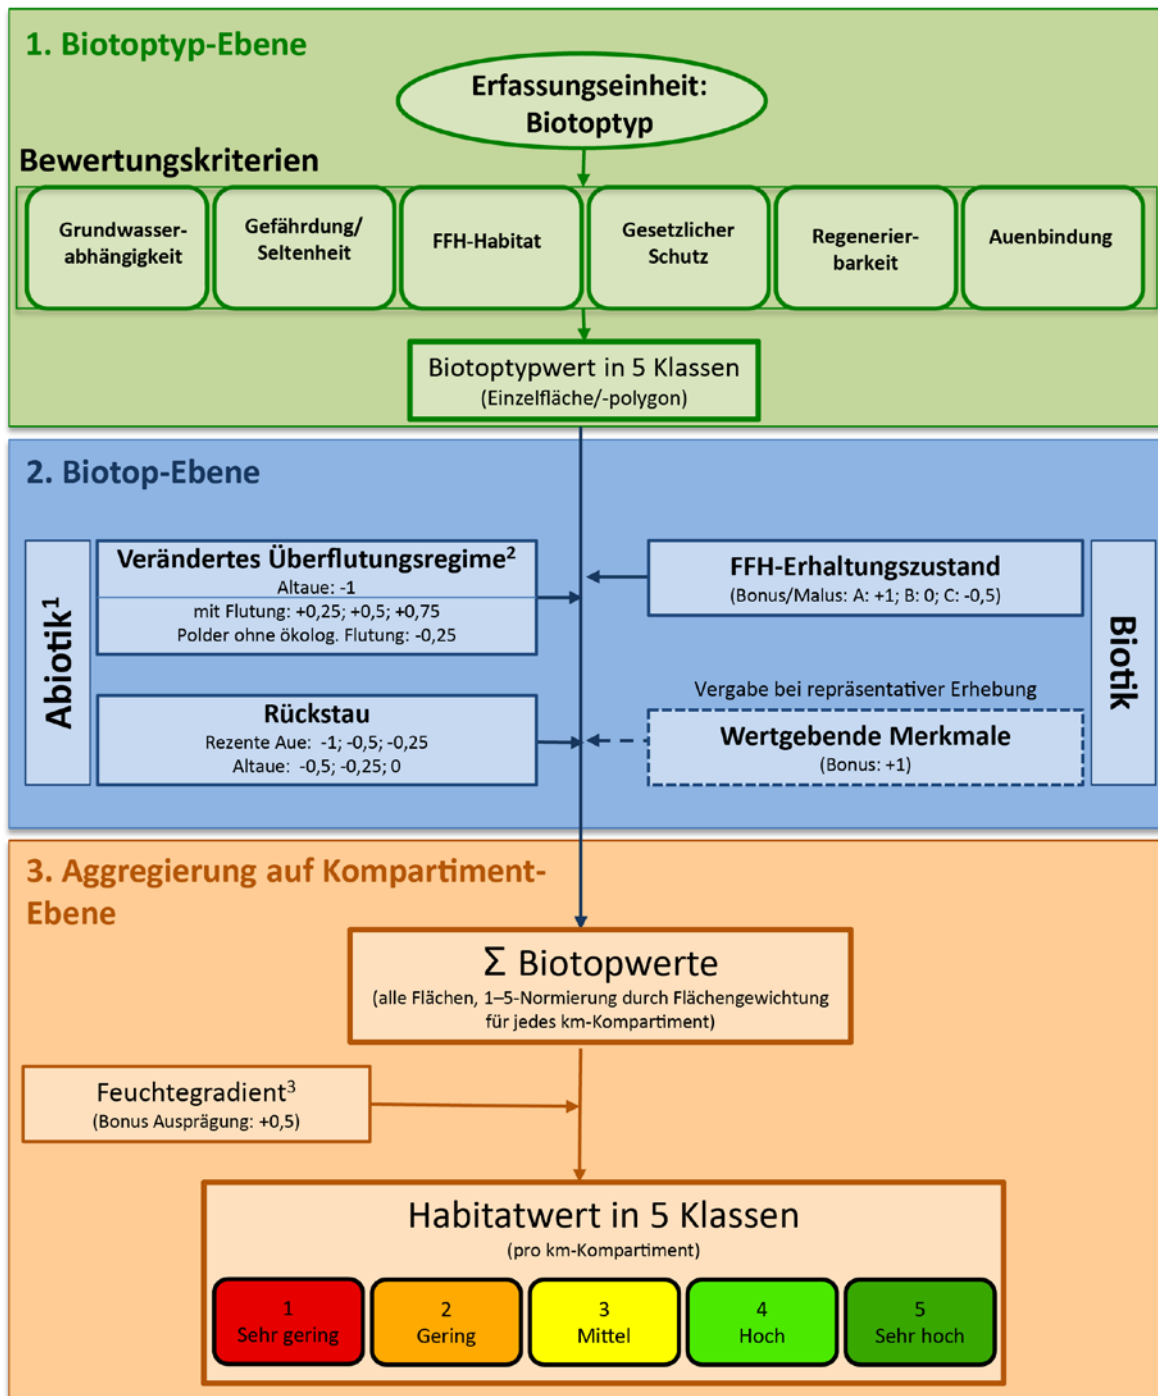 1. Biotoptyp-Ebene
Erfassungseinheit:
Biotoptyp
Bewertungskriterien
Grundwasser-
abhängigkeit
Gefährdung/
Seltenheit
FFH-Habitat
Gesetzlicher
Schutz
Regenerier-
barkeit
Auenbindung
Biotoptypwert in 5 Klassen
(Einzelfläche/-polygon)
2. Biotop-Ebene
Abiotik¹
Verändertes Überflutungsregime²
Altaue: -1
mit Flutung: +0,25; +0,5; +0,75
Polder ohne ökolog. Flutung: -0,25
Rückstau
Rezente Aue: -1; -0,5; -0,25
Altaue: -0,5; -0,25; 0
FFH-Erhaltungszustand
(Bonus/Malus: A: +1; B: 0; C: -0,5)
Vergabe bei repräsentativer Erhebung
Wertgebende Merkmale
(Bonus: +1)
Biotik
3. Aggregierung auf Kompartiment-
Ebene
Σ Biotopwerte
(alle Flächen, 1–5-Normierung durch Flächengewichtung
für jedes km-Kompartiment)
Feuchtegradient³
(Bonus Ausprägung: +0,5)
Habitatwert in 5 Klassen
(pro km-Kompartiment)
1
Sehr gering
2
Gering
3
Mittel
4
Hoch
5
Sehr hoch